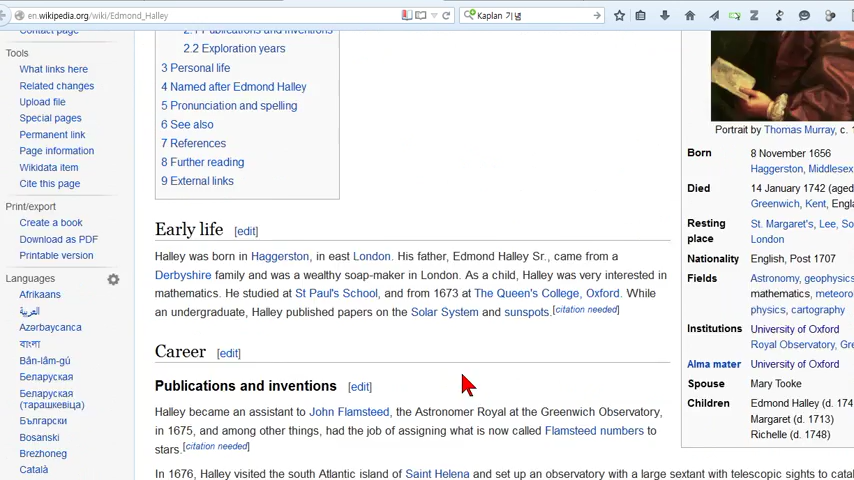 en.wikipedia.org/wiki/Edmond_Halley
Kaplan 기념
Contact page
Tools
What links here
Related changes
Upload file
Special pages
Permanent link
Page information
Wikidata item
Cite this page
Print/export
Create a book
Download as PDF
Printable version
Languages
Afrikaans
العربية
Azərbaycanca
বাংলা
Bân-lâm-gú
Беларуская
Беларуская
(тарашкевіца)
Български
Bosanski
Brezhoneg
Català
2.1 Publications and inventions
2.2 Exploration years
3 Personal life
4 Named after Edmond Halley
5 Pronunciation and spelling
6 See also
7 References
8 Further reading
9 External links
Early life [edit]
Halley was born in Haggerston, in east London. His father, Edmond Halley Sr., came from a
Derbyshire family and was a wealthy soap-maker in London. As a child, Halley was very interested in
mathematics. He studied at St Paul's School, and from 1673 at The Queen's College, Oxford. While
an undergraduate, Halley published papers on the Solar System and sunspots.[citation needed]
Career [edit]
Publications and inventions [edit]
Halley became an assistant to John Flamsteed, the Astronomer Royal at the Greenwich Observatory,
in 1675, and among other things, had the job of assigning what is now called Flamsteed numbers to
stars.[citation needed]
In 1676, Halley visited the south Atlantic island of Saint Helena and set up an observatory with a large sextant with telescopic sights to catal
Portrait by Thomas Murray, c. 1
Born 8 November 1656
Haggerston, Middlesex
Died 14 January 1742 (aged
Greenwich, Kent, Engla
Resting place St. Margaret's, Lee, So
London
Nationality English, Post 1707
Fields Astronomy, geophysics
mathematics, meteoro
physics, cartography
Institutions University of Oxford
Royal Observatory, Gre
Alma mater University of Oxford
Spouse Mary Tooke
Children Edmond Halley (d. 174
Margaret (d. 1713)
Richelle (d. 1748)